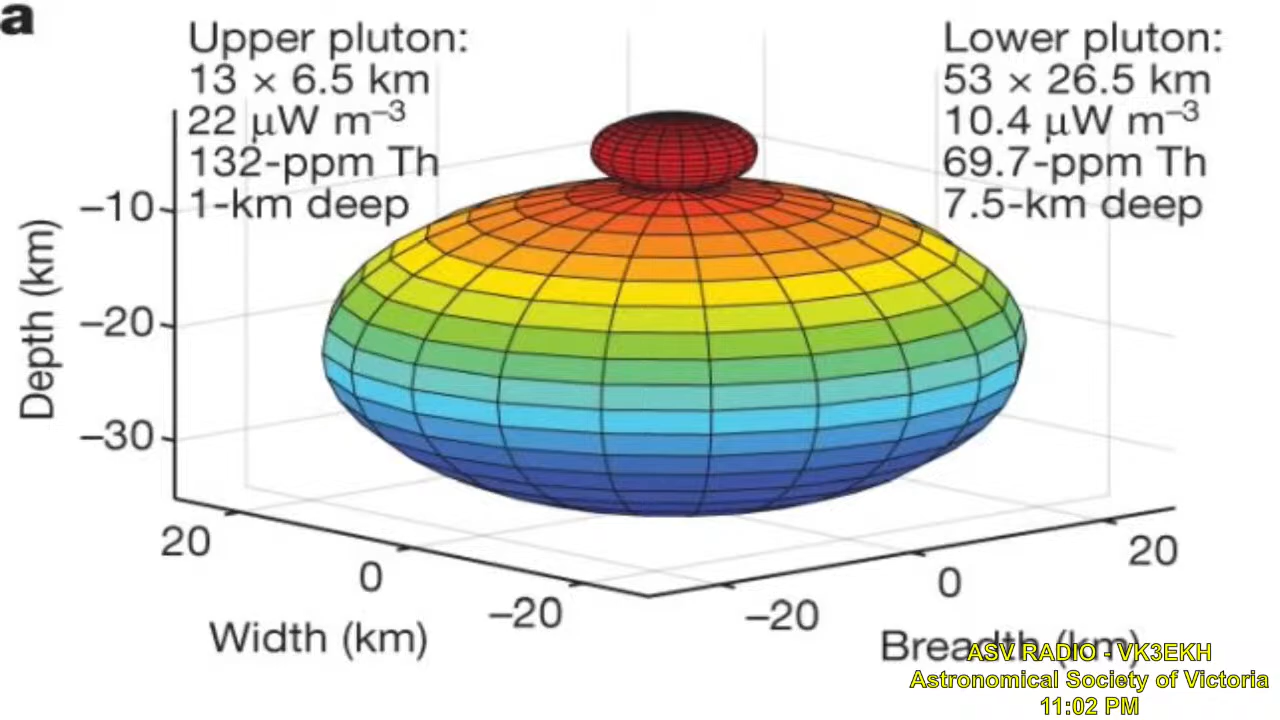 a
Upper pluton:
13 × 6.5 km
22 μW m⁻³
132-ppm Th
1-km deep
Lower pluton:
53 × 26.5 km
10.4 μW m⁻³
69.7-ppm Th
7.5-km deep
Depth (km)
−10
−20
−30
20
0
−20
Width (km)
−20
0
20
Breadth (km)
ASV RADIO - VK3EKH
Astronomical Society of Victoria
11:02 PM